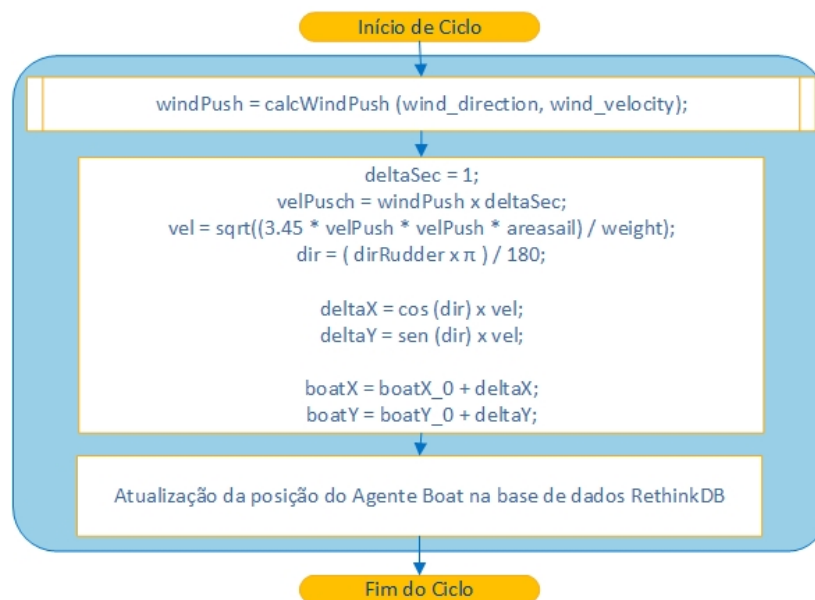 Início de Ciclo
windPush = calcWindPush (wind_direction, wind_velocity);
deltaSec = 1;
velPusch = windPush x deltaSec;
vel = sqrt((3.45 * velPush * velPush * areasail) / weight);
dir = ( dirRudder x π ) / 180;
deltaX = cos (dir) x vel;
deltaY = sen (dir) x vel;
boatX = boatX_0 + deltaX;
boatY = boatY_0 + deltaY;
Atualização da posição do Agente Boat na base de dados RethinkDB
Fim do Ciclo